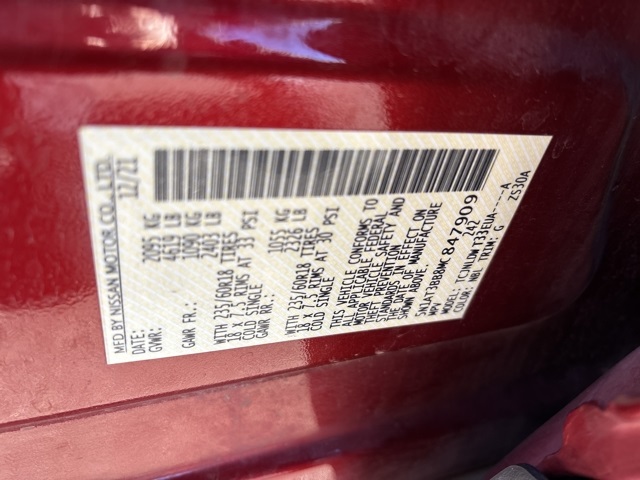 MFD BY NISSAN MOTOR CO., LTD.
DATE: 12/21
GVWR: 2095 KG
4619 LB
GAWR FR.: 1090 KG
2403 LB
WITH 235/60R18 TIRES
18 X 7.5 RIMS AT 33 PSI
COLD SINGLE
GAWR RR.: 1055 KG
2326 LB
WITH 235/60R18 TIRES
18 X 7.5 RIMS AT 30 PSI
COLD SINGLE
THIS VEHICLE CONFORMS TO
ALL APPLICABLE FEDERAL
MOTOR VEHICLE SAFETY AND
THEFT PREVENTION
STANDARDS IN EFFECT ON
THE DATE OF MANUFACTURE
SHOWN ABOVE.
5N1AT3BB8MC847909
MPV 242
MODEL:
COLOR: NBL TRIM: G
ZS30A